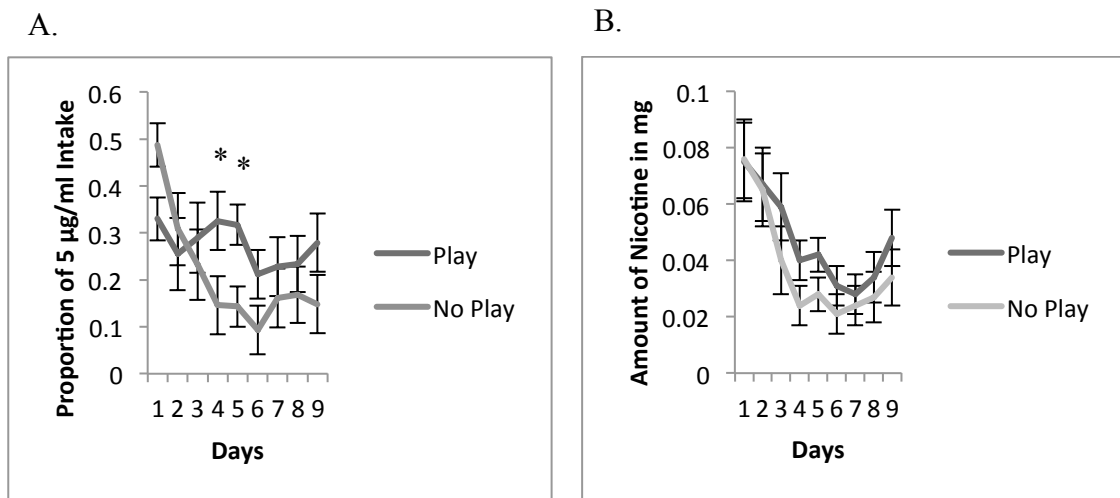 A.
Proportion of 5 µg/ml Intake
0.6
0.5
0.4
0.3
0.2
0.1
0
* *
1 2 3 4 5 6 7 8 9
Days
Play
No Play
B.
Amount of Nicotine in mg
0.1
0.08
0.06
0.04
0.02
0
1 2 3 4 5 6 7 8 9
Days
Play
No Play